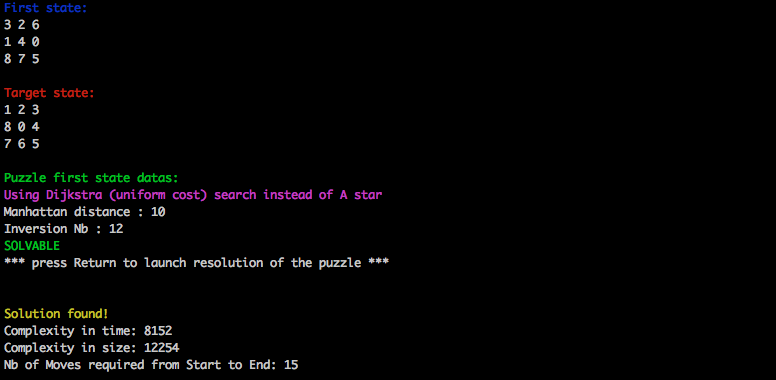 First state:
3 2 6
1 4 0
8 7 5
Target state:
1 2 3
8 0 4
7 6 5
Puzzle first state datas:
Using Dijkstra (uniform cost) search instead of A star
Manhattan distance : 10
Inversion Nb : 12
SOLVABLE
*** press Return to launch resolution of the puzzle ***
Solution found!
Complexity in time: 8152
Complexity in size: 12254
Nb of Moves required from Start to End: 15